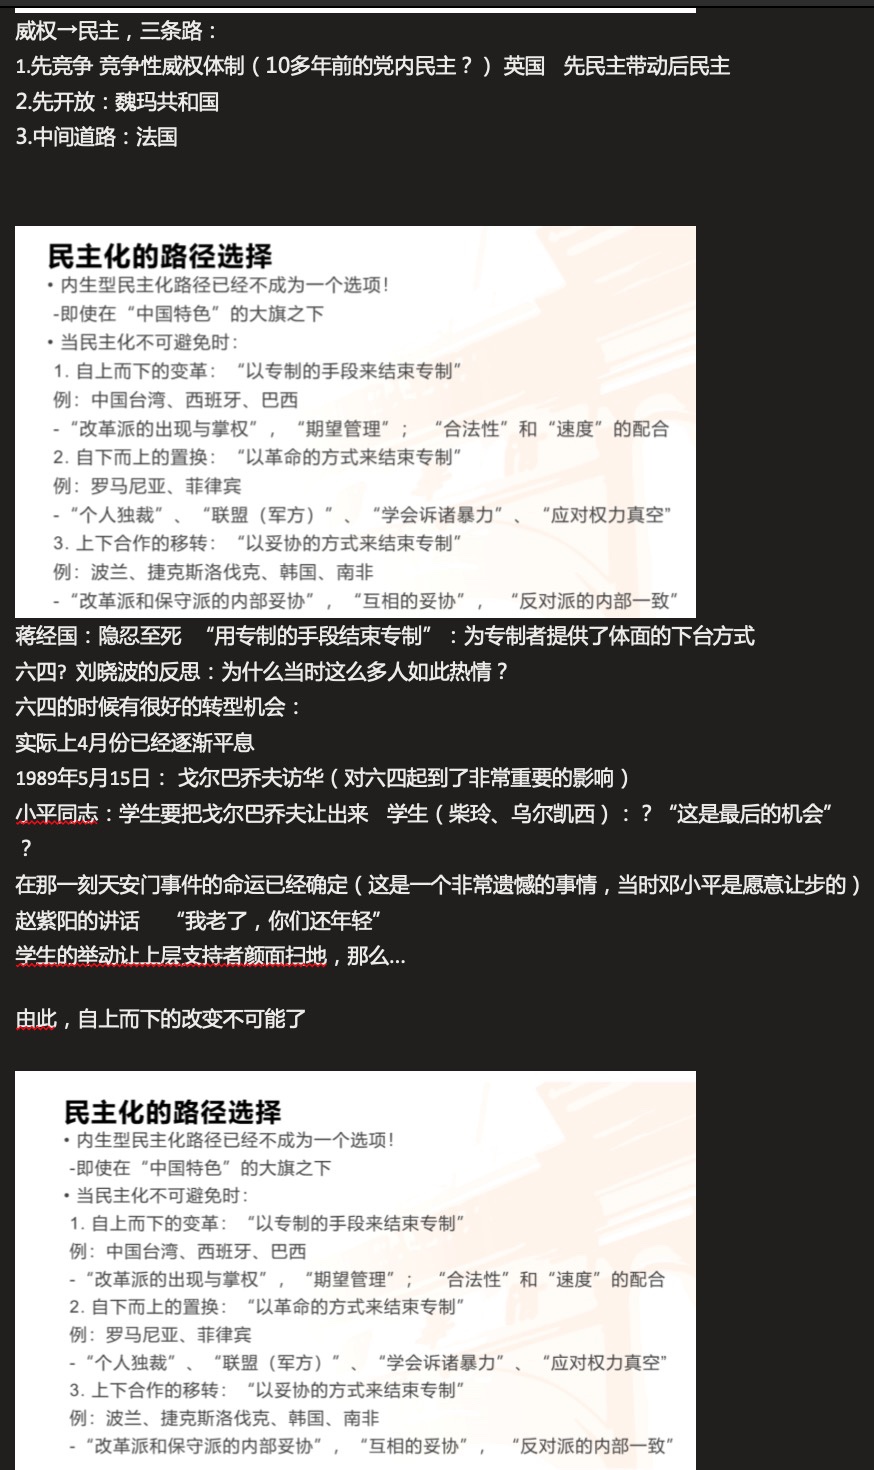 威权→民主，三条路：
1.先竞争 竞争性威权体制（10多年前的党内民主？） 英国 先民主带动后民主
2.先开放：魏玛共和国
3.中间道路：法国
民主化的路径选择
• 内生型民主化路径已经不成为一个选项！
-即使在“中国特色”的大旗之下
• 当民主化不可避免时：
1. 自上而下的变革：“以专制的手段来结束专制”
例：中国台湾、西班牙、巴西
-“改革派的出现与掌权”，“期望管理”；“合法性”和“速度”的配合
2. 自下而上的置换：“以革命的方式来结束专制”
例：罗马尼亚、菲律宾
-“个人独裁”、“联盟（军方）”、“学会诉诸暴力”、“应对权力真空”
3. 上下合作的移转：“以妥协的方式来结束专制”
例：波兰、捷克斯洛伐克、韩国、南非
-“改革派和保守派的内部妥协”，“互相的妥协”，“反对派的内部一致”
蒋经国：隐忍至死 “用专制的手段结束专制”：为专制者提供了体面的下台方式
六四？刘晓波的反思：为什么当时这么多人如此热情？
六四的时候有很好的转型机会：
实际上4月份已经逐渐平息
1989年5月15日： 戈尔巴乔夫访华（对六四起到了非常重要的影响）
小平同志：学生要把戈尔巴乔夫让出来 学生（柴玲、乌尔凯西）：？“这是最后的机会”
？
在那一刻天安门事件的命运已经确定（这是一个非常遗憾的事情，当时邓小平是愿意让步的）
赵紫阳的讲话 “我老了，你们还年轻”
学生的举动让上层支持者颜面扫地，那么...
由此，自上而下的改变不可能了
民主化的路径选择
• 内生型民主化路径已经不成为一个选项！
-即使在“中国特色”的大旗之下
• 当民主化不可避免时：
1. 自上而下的变革：“以专制的手段来结束专制”
例：中国台湾、西班牙、巴西
-“改革派的出现与掌权”，“期望管理”；“合法性”和“速度”的配合
2. 自下而上的置换：“以革命的方式来结束专制”
例：罗马尼亚、菲律宾
-“个人独裁”、“联盟（军方）”、“学会诉诸暴力”、“应对权力真空”
3. 上下合作的移转：“以妥协的方式来结束专制”
例：波兰、捷克斯洛伐克、韩国、南非
-“改革派和保守派的内部妥协”，“互相的妥协”，“反对派的内部一致”